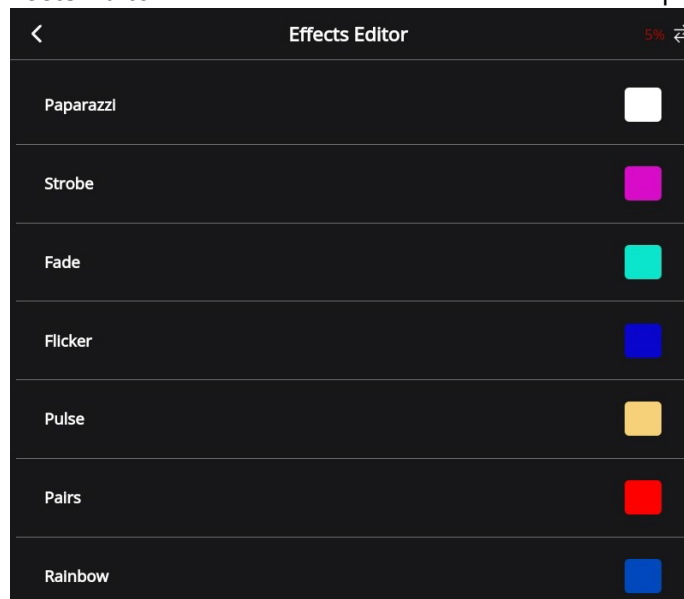 Effects Editor 5%
Paparazzi
Strobe
Fade
Flicker
Pulse
Pairs
Rainbow